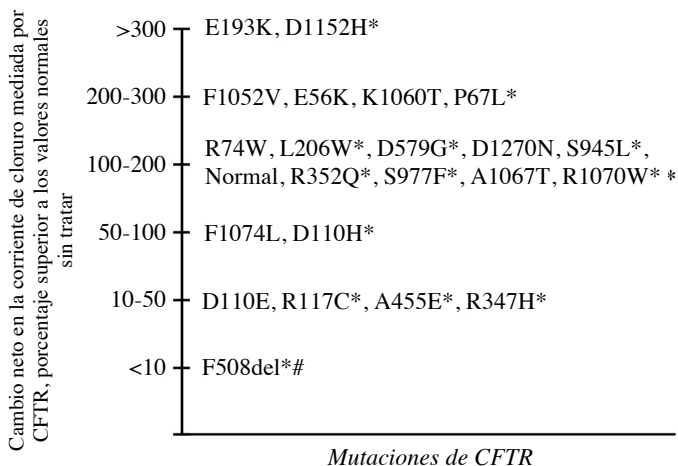 Cambio neto en la corriente de cloruro mediada por
CFTR, porcentaje superior a los valores normales
sin tratar
>300 E193K, D1152H*
200-300 F1052V, E56K, K1060T, P67L*
R74W, L206W*, D579G*, D1270N, S945L*,
100-200
Normal, R352Q*, S977F*, A1067T, R1070W* *
50-100 F1074L, D110H*
10-50 D110E, R117C*, A455E*, R347H*
<10 F508del*#
Mutaciones de CFTR